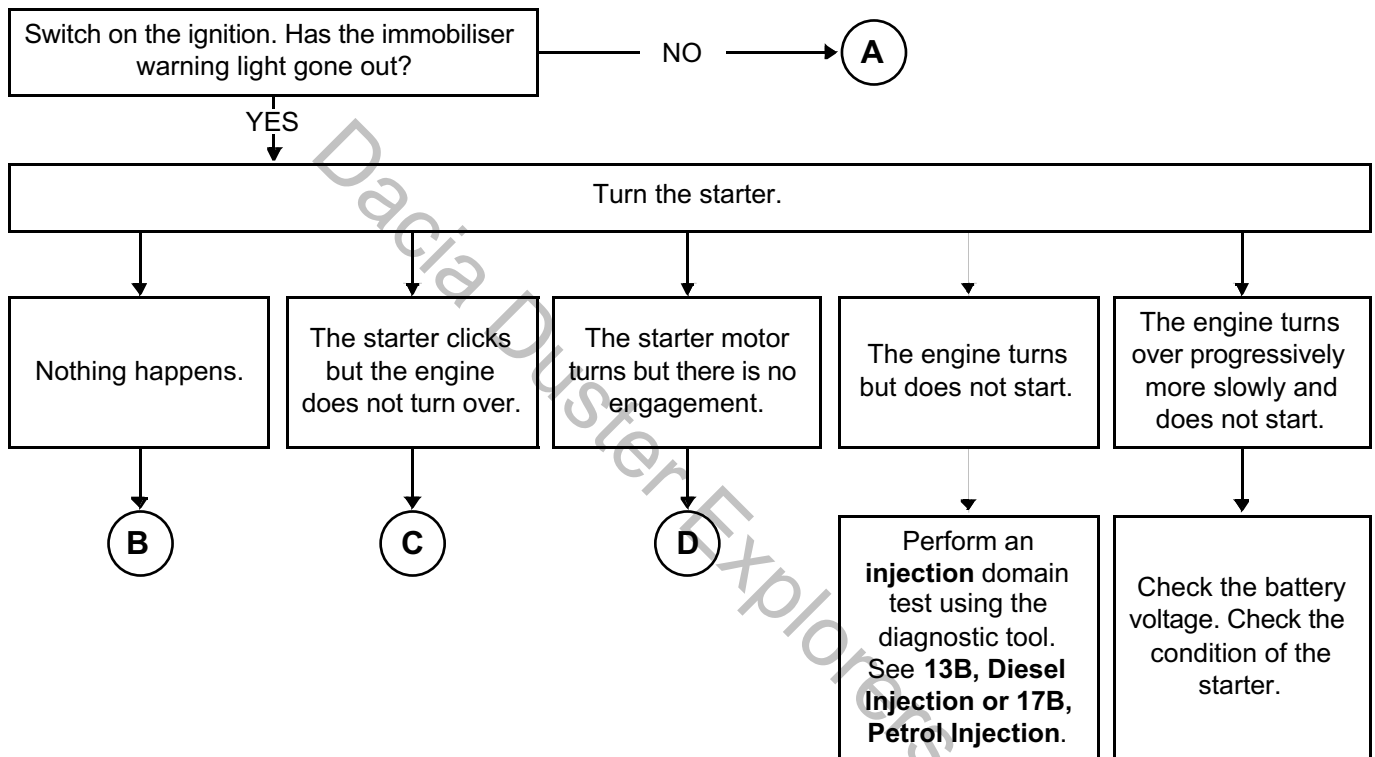 Switch on the ignition. Has the immobiliser
warning light gone out?
NO
A
YES
Turn the starter.
Nothing happens.
The starter clicks
but the engine
does not turn over.
The starter motor
turns but there is no
engagement.
The engine turns
but does not start.
The engine turns
over progressively
more slowly and
does not start.
B
C
D
Perform an
injection domain
test using the
diagnostic tool.
See 13B, Diesel
Injection or 17B,
Petrol Injection.
Check the battery
voltage. Check the
condition of the
starter.
Dacia Duster Explorers